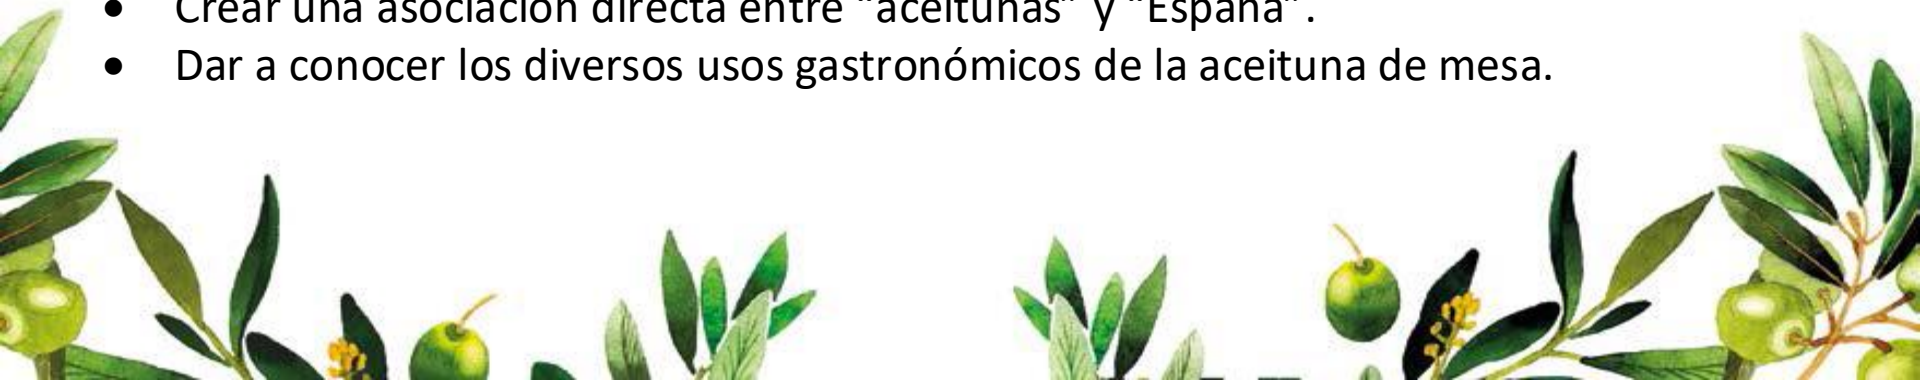 • Crear una asociación directa entre "aceitunas" y "España".
• Dar a conocer los diversos usos gastronómicos de la aceituna de mesa.